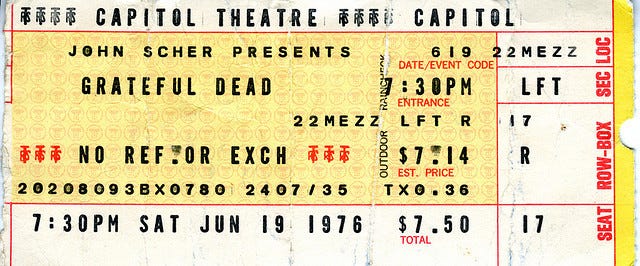 CAPITOL THEATRE CAPITOL
JOHN SCHER PRESENTS 619 22MEZZ
DATE/EVENT CODE
GRATEFUL DEAD 7:30PM LFT
ENTRANCE
22MEZZ LFT R 17
NO REF.OR EXCH $7.14 R
EST. PRICE
20208093BX0780 2407/35 TX0.36
7:30PM SAT JUN 19 1976 $7.50 17
TOTAL
OUTDOOR RAINCHECK
SEC LOC
ROW-BOX
SEAT